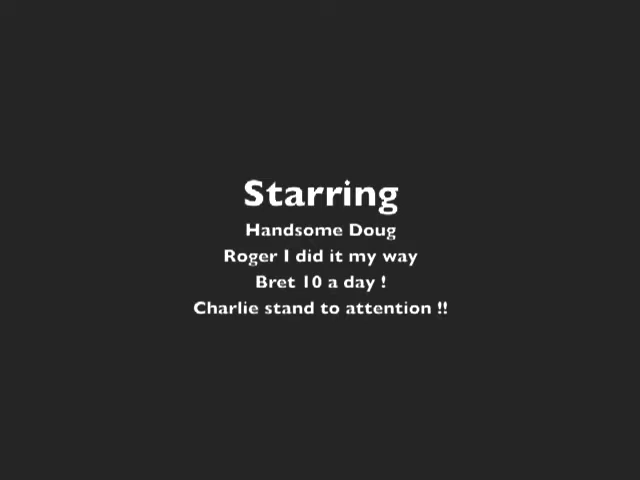 Starring
Handsome Doug
Roger I did it my way
Bret 10 a day !
Charlie stand to attention !!